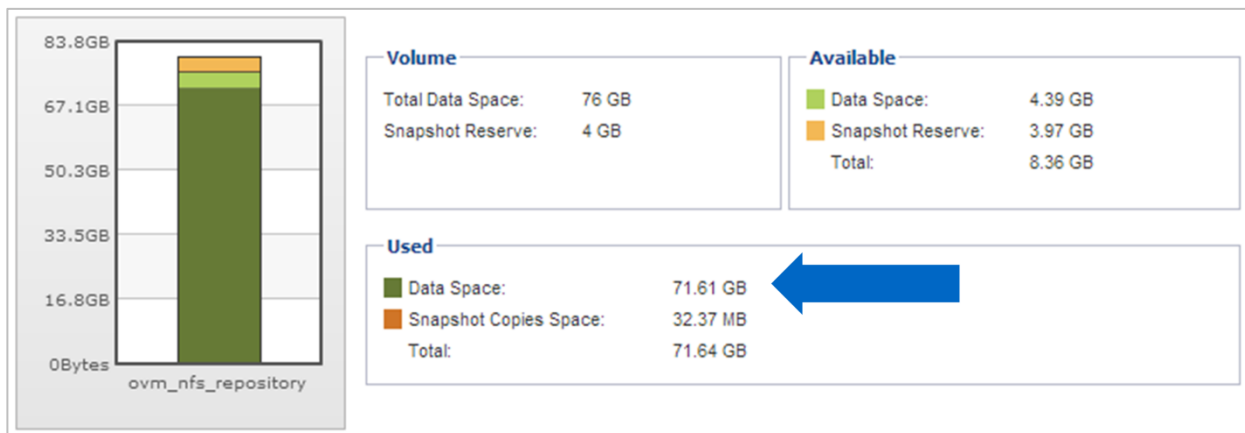 83.8GB
67.1GB
50.3GB
33.5GB
16.8GB
0Bytes
ovm_nfs_repository
Volume
Total Data Space: 76 GB
Snapshot Reserve: 4 GB
Available
Data Space: 4.39 GB
Snapshot Reserve: 3.97 GB
Total: 8.36 GB
Used
Data Space: 71.61 GB
Snapshot Copies Space: 32.37 MB
Total: 71.64 GB